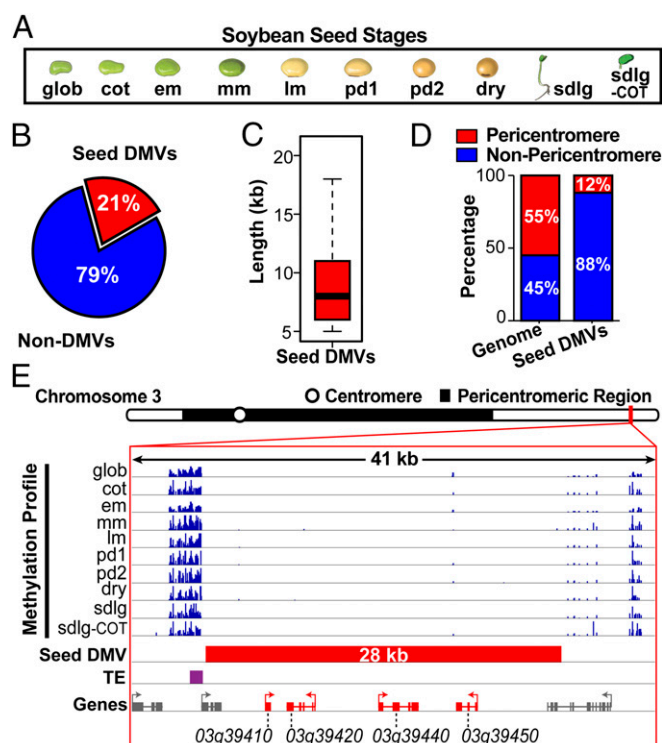 A
Soybean Seed Stages
glob cot em mm lm pd1 pd2 dry sdlg sdlg -COT
B
Seed DMVs
21%
79%
Non-DMVs
C
Length (kb)
20
15
10
5
Seed DMVs
D
Pericentromere
Non-Pericentromere
Percentage
100
50
0
55%
45%
12%
88%
Genome
Seed DMVs
E
Chromosome 3
Centromere
Pericentromeric Region
41 kb
Methylation Profile
glob
cot
em
mm
lm
pd1
pd2
dry
sdlg
sdlg-COT
Seed DMV
28 kb
TE
Genes
03g39410 03g39420 03g39440 03g39450